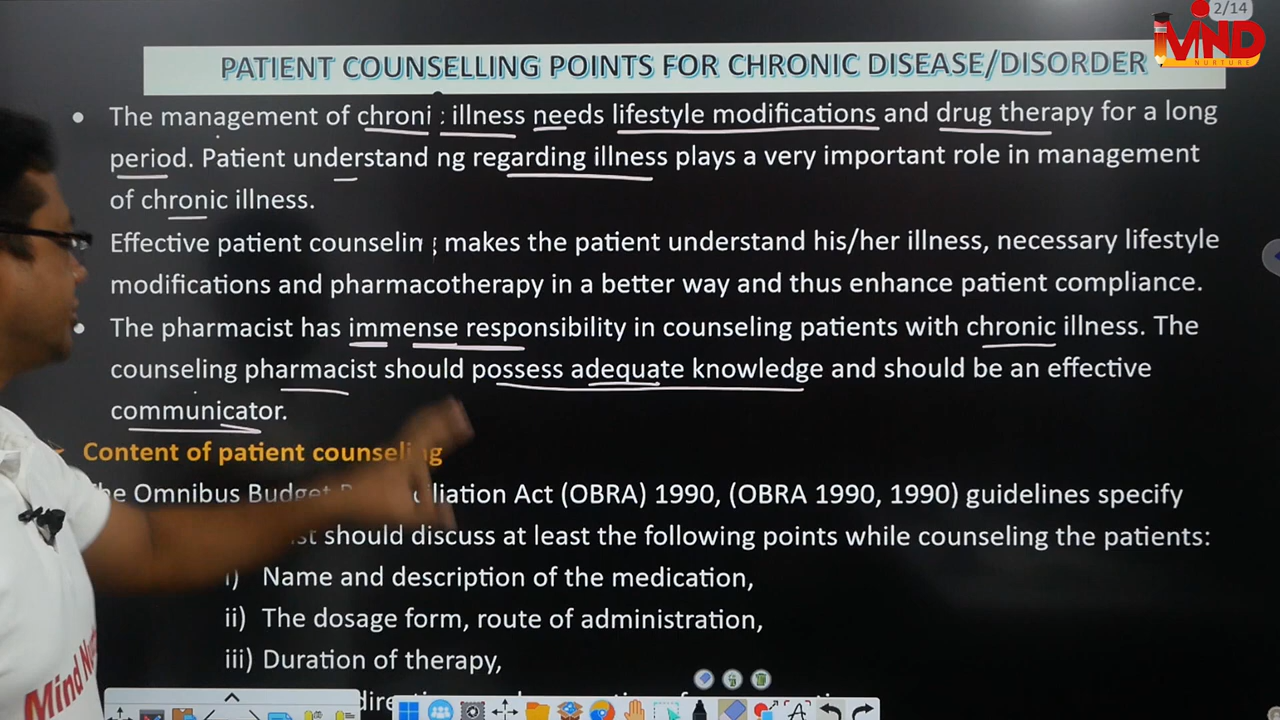 2/14
MIND
NURTURE
PATIENT COUNSELLING POINTS FOR CHRONIC DISEASE/DISORDER
The management of chroni : illness needs lifestyle modifications and drug therapy for a long
period. Patient understand ng regarding illness plays a very important role in management
of chronic illness.
Effective patient counselin ; makes the patient understand his/her illness, necessary lifestyle
modifications and pharmacotherapy in a better way and thus enhance patient compliance.
The pharmacist has immense responsibility in counseling patients with chronic illness. The
counseling pharmacist should possess adequate knowledge and should be an effective
communicator.
Content of patient counseling
he Omnibus Budget R ciliation Act (OBRA) 1990, (OBRA 1990, 1990) guidelines specify
st should discuss at least the following points while counseling the patients:
i) Name and description of the medication,
ii) The dosage form, route of administration,
iii) Duration of therapy,
Mind Nur